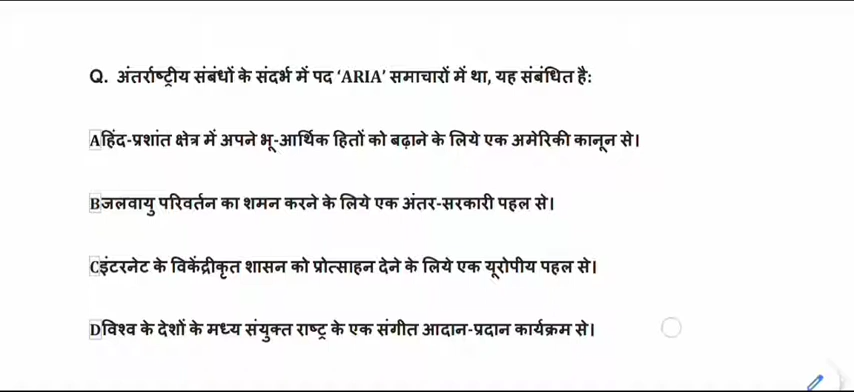 Q. अंतर्राष्ट्रीय संबंधों के संदर्भ में पद ‘ARIA’ समाचारों में था, यह संबंधित है:
Aहिंद-प्रशांत क्षेत्र में अपने भू-आर्थिक हितों को बढ़ाने के लिये एक अमेरिकी कानून से।
Bजलवायु परिवर्तन का शमन करने के लिये एक अंतर-सरकारी पहल से।
Cइंटरनेट के विकेंद्रीकृत शासन को प्रोत्साहन देने के लिये एक यूरोपीय पहल से।
Dविश्व के देशों के मध्य संयुक्त राष्ट्र के एक संगीत आदान-प्रदान कार्यक्रम से।